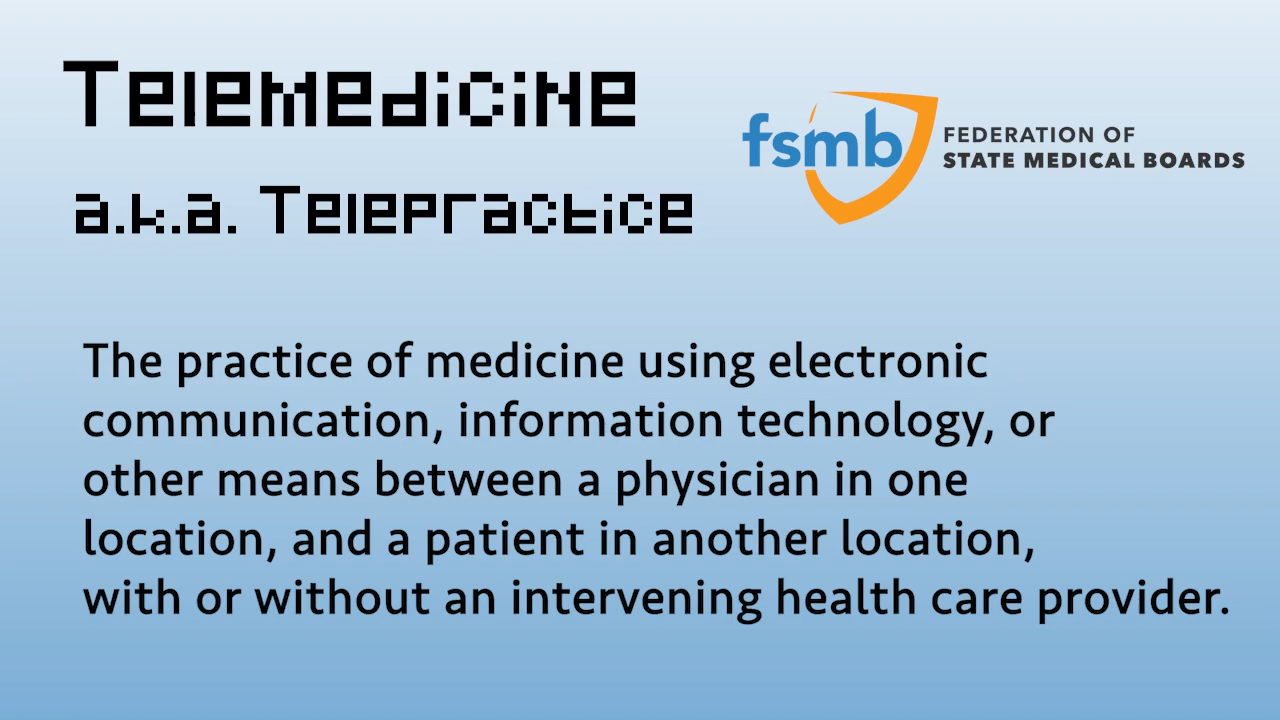 Telemedicine
a.k.a. Telepractice
fsmb
FEDERATION OF
STATE MEDICAL BOARDS
The practice of medicine using electronic
communication, information technology, or
other means between a physician in one
location, and a patient in another location,
with or without an intervening health care provider.